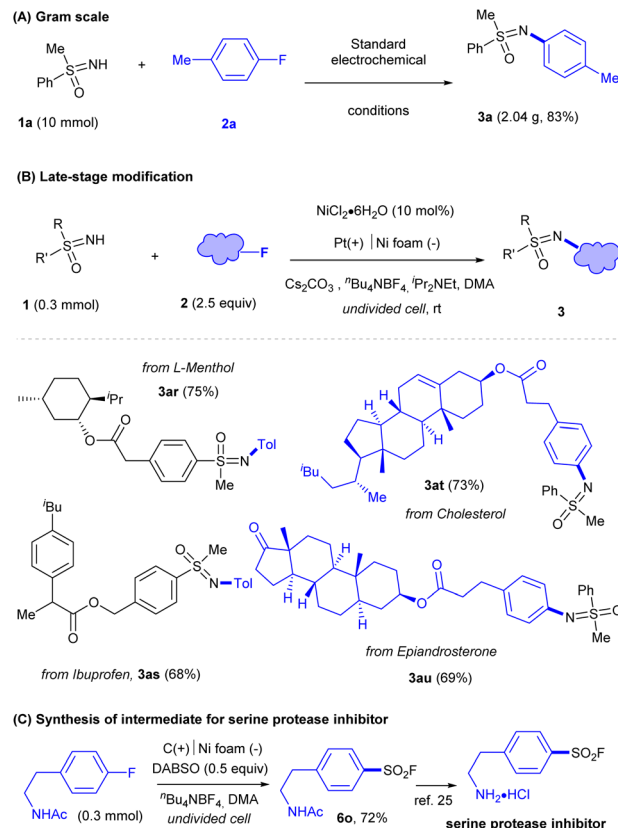 (A) Gram scale
Me
Ph
S
NH
O
1a (10 mmol)
+
Me
F
2a
Standard
electrochemical
conditions
Me
Ph
S
N
O
Me
3a (2.04 g, 83%)
(B) Late-stage modification
R
R'
S
NH
O
1 (0.3 mmol)
+
F
2 (2.5 equiv)
NiCl2•6H2O (10 mol%)
Pt(+) | Ni foam (-)
Cs2CO3 , nBu4NBF4, iPr2NEt, DMA
undivided cell, rt
R
R'
S
N
O
3
from L-Menthol
3ar (75%)
Me
iPr
O
O
O
S
N
Tol
Me
O
O
H
H
H
iBu
Me
3at (73%)
from Cholesterol
N
Ph
S
O
Me
iBu
Me
O
O
O
Me
S
N
Tol
from Ibuprofen, 3as (68%)
O
H
H
H
H
O
O
N
Ph
S
O
Me
from Epiandrosterone
3au (69%)
(C) Synthesis of intermediate for serine protease inhibitor
F
NHAc
(0.3 mmol)
C(+) | Ni foam (-)
DABSO (0.5 equiv)
nBu4NBF4, DMA
undivided cell
SO2F
NHAc
6o, 72%
ref. 25
SO2F
NH2•HCl
serine protease inhibitor